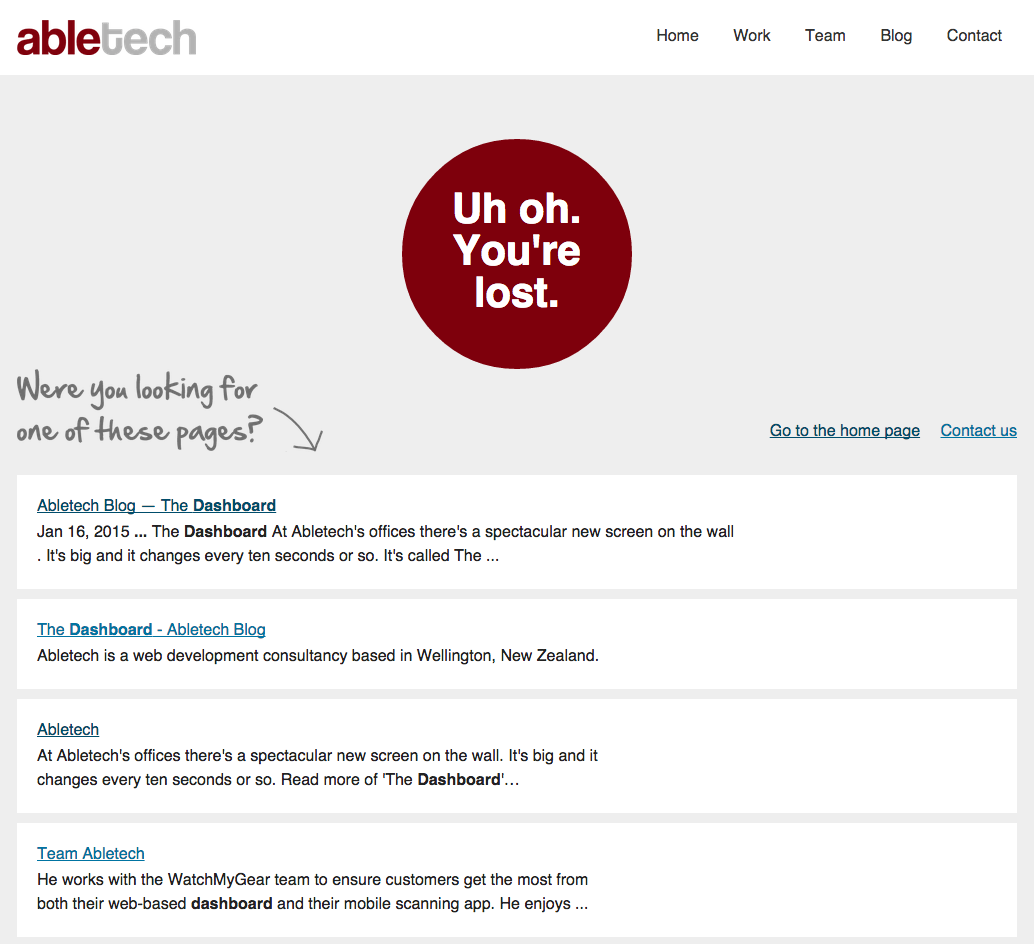 abletech
Home Work Team Blog Contact
Uh oh.
You're
lost.
Were you looking for
one of these pages?
Go to the home page Contact us
Abletech Blog — The Dashboard
Jan 16, 2015 ... The Dashboard At Abletech's offices there's a spectacular new screen on the wall
. It's big and it changes every ten seconds or so. It's called The ...
The Dashboard - Abletech Blog
Abletech is a web development consultancy based in Wellington, New Zealand.
Abletech
At Abletech's offices there's a spectacular new screen on the wall. It's big and it
changes every ten seconds or so. Read more of 'The Dashboard'...
Team Abletech
He works with the WatchMyGear team to ensure customers get the most from
both their web-based dashboard and their mobile scanning app. He enjoys ...